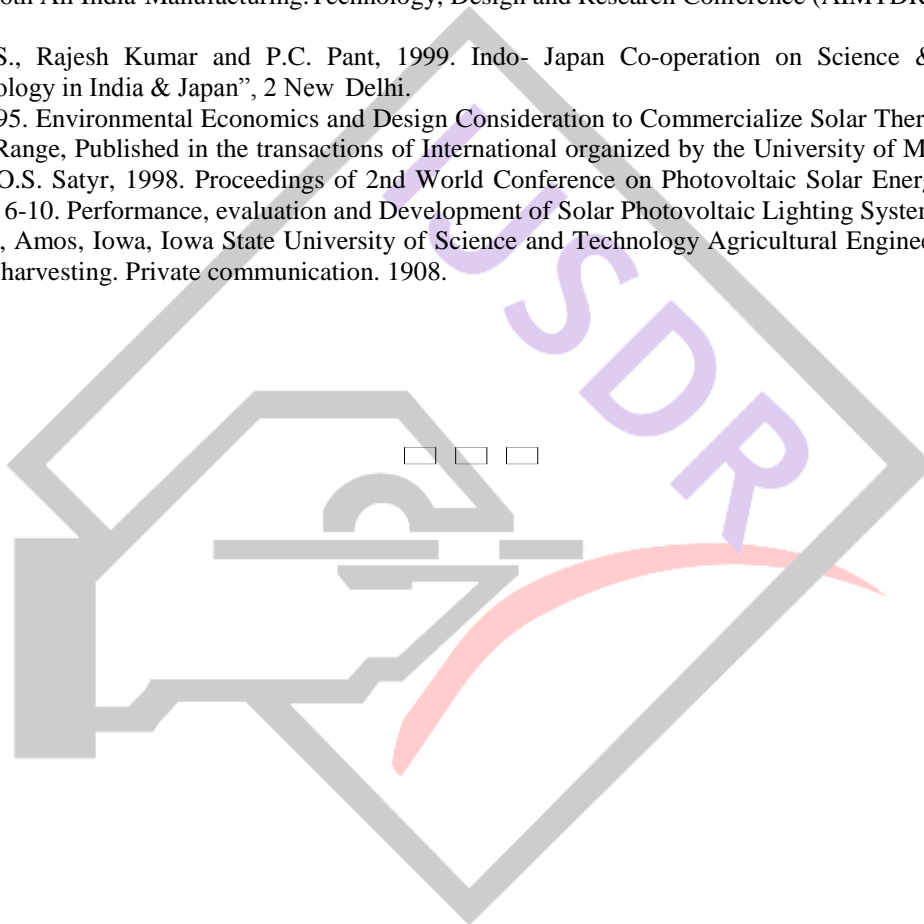 All India Manufacturing.Technology, Design and Research Conference
S., Rajesh Kumar and P.C. Pant, 1999. Indo- Japan Co-operation on Science &
ology in India & Japan”, 2 New Delhi.
95. Environmental Economics and Design Consideration to Commercialize Solar Ther
Range, Published in the transactions of International organized by the University of M
O.S. Satyr, 1998. Proceedings of 2nd World Conference on Photovoltaic Solar Energ
6-10. Performance, evaluation and Development of Solar Photovoltaic Lighting System
, Amos, Iowa, Iowa State University of Science and Technology Agricultural Enginee
harvesting. Private communication. 1908.
IJSDR